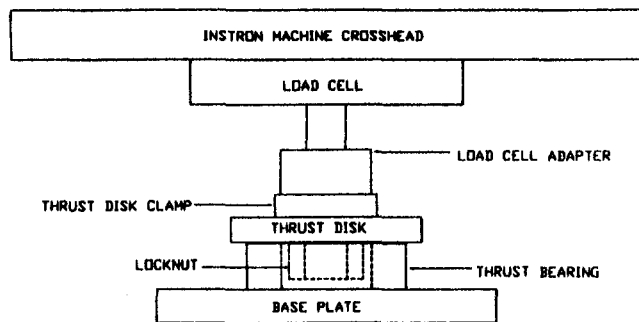 INSTRON MACHINE CROSSHEAD
LOAD CELL
LOAD CELL ADAPTER
THRUST DISK CLAMP
THRUST DISK
LOCKNUT
THRUST BEARING
BASE PLATE